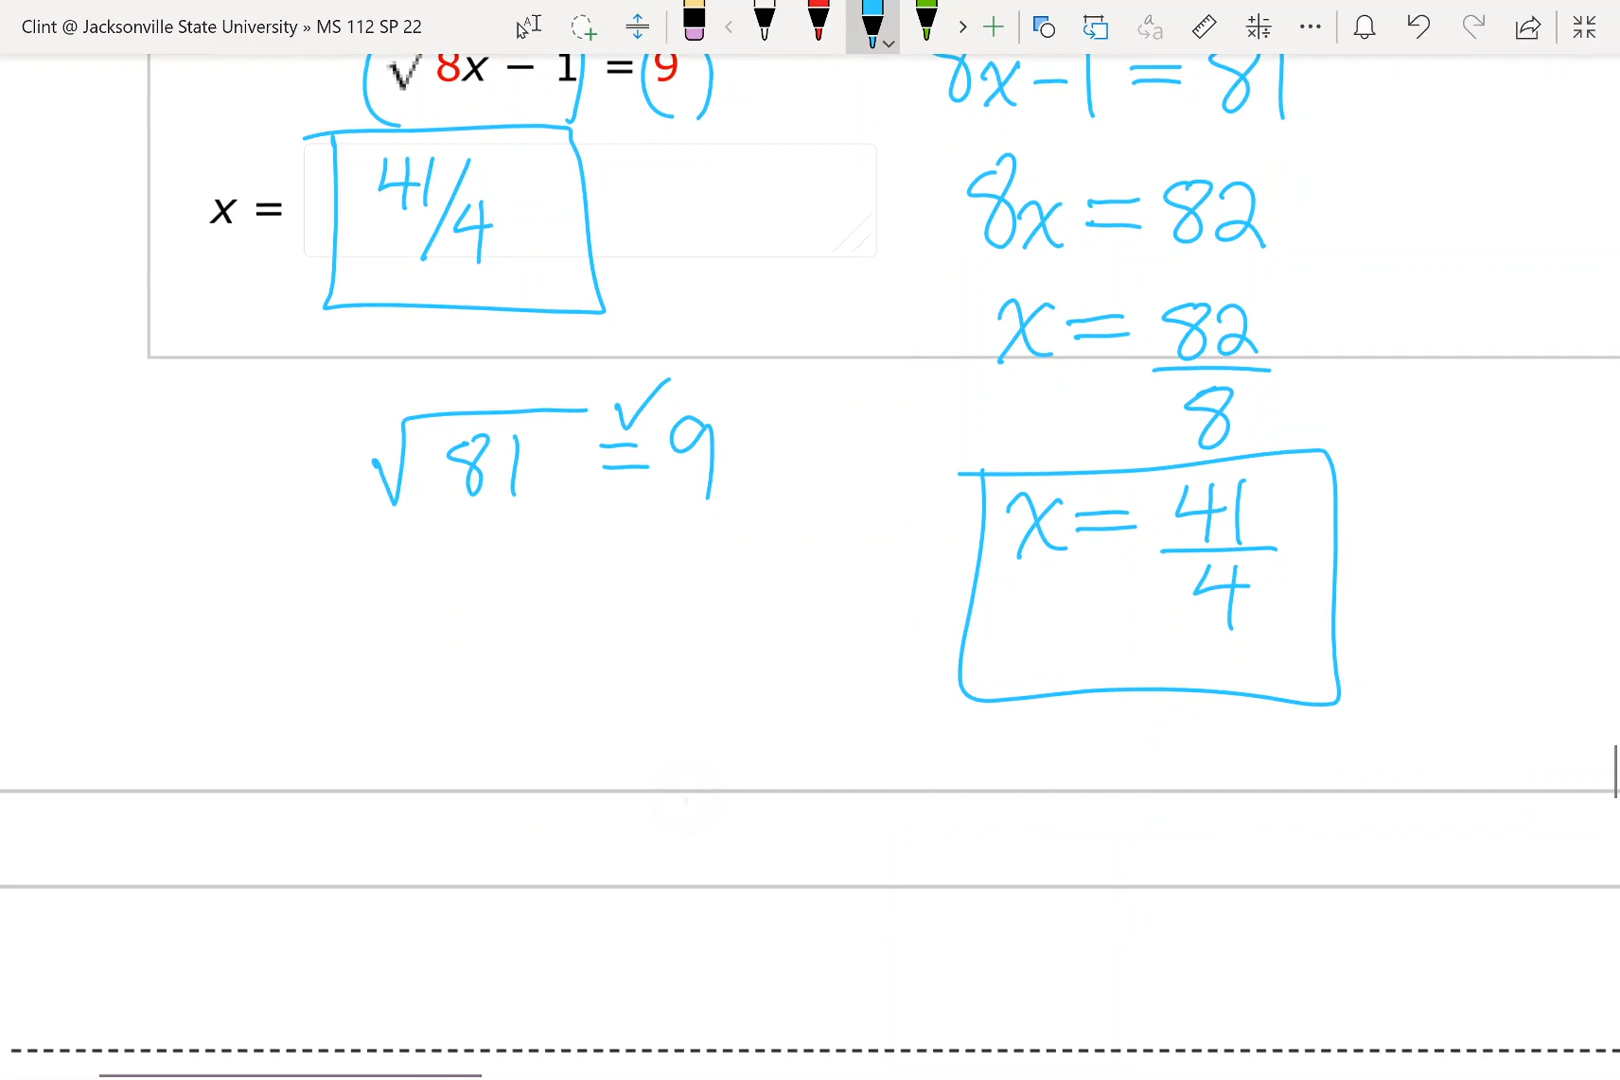 Clint @ Jacksonville State University » MS 112 SP 22
(√8x − 1) = (9)
8x − 1 = 81
x = 41/4
8x = 82
x = 82/8
√81 = 9 ✓
x = 41/4